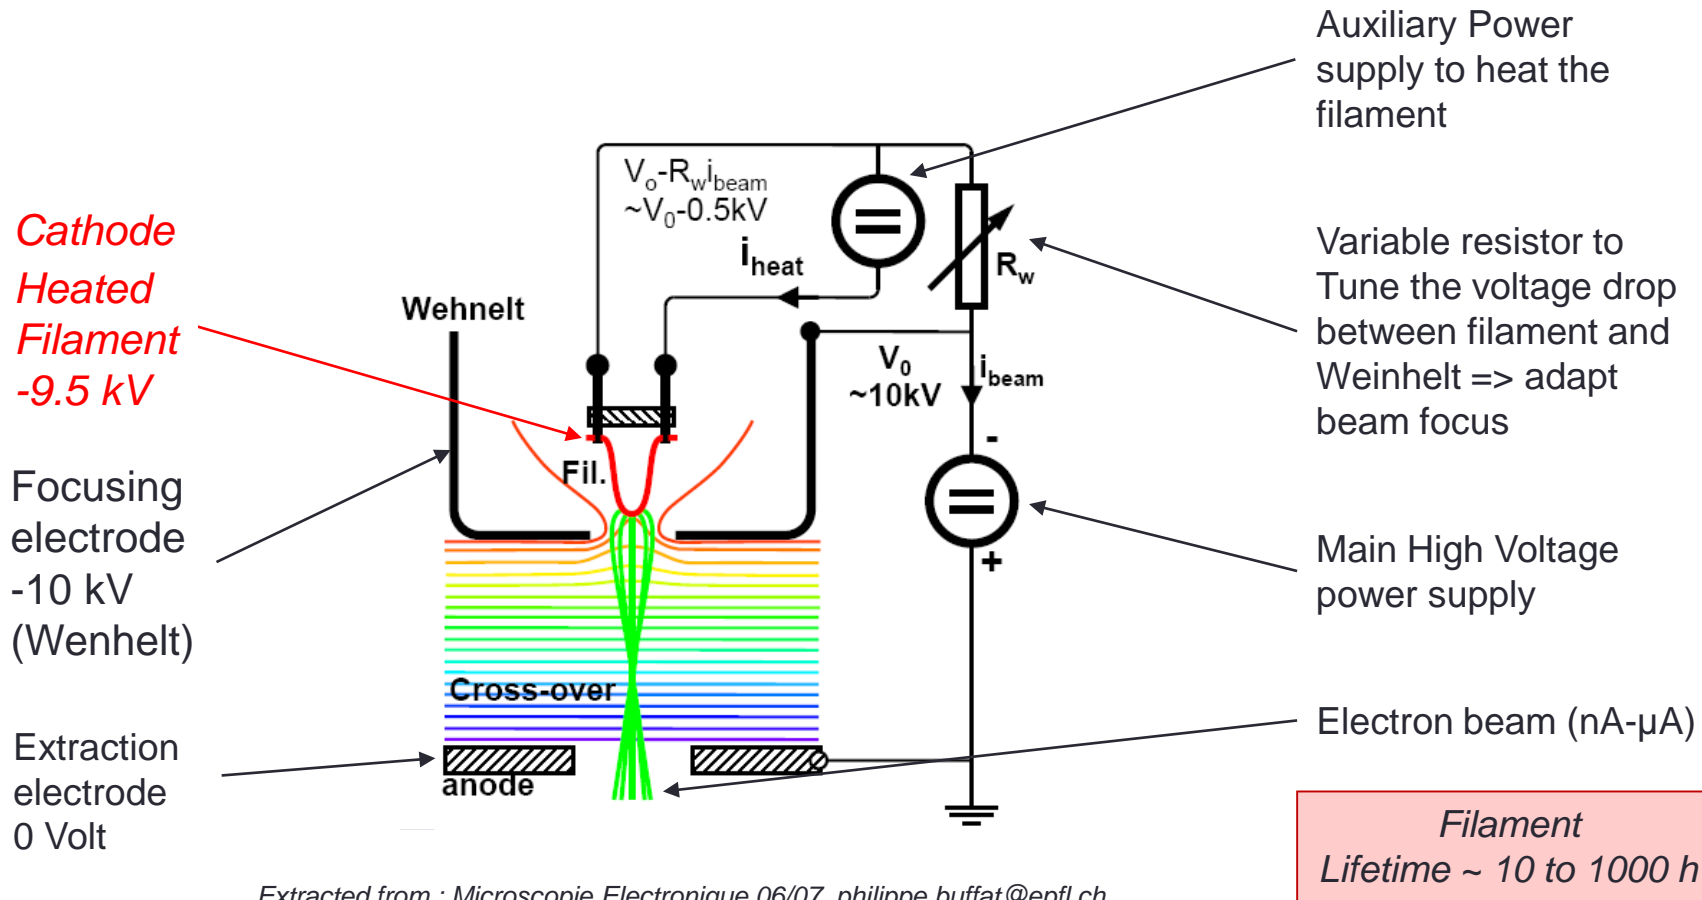 Auxiliary Power
supply to heat the
filament
Vo-Rwibeam
~V0-0.5kV
iheat
Rw
Cathode
Heated
Filament
-9.5 kV
Wehnelt
Variable resistor to
Tune the voltage drop
between filament and
Weinhelt => adapt
beam focus
V0
~10kV
ibeam
-
+
Fil.
Focusing
electrode
-10 kV
(Wenhelt)
Main High Voltage
power supply
Cross-over
Electron beam (nA-µA)
Extraction
electrode
0 Volt
anode
Filament
Lifetime ~ 10 to 1000 h
Extracted from : Microscopie Electronique 06/07, philippe.buffat@epfl.ch